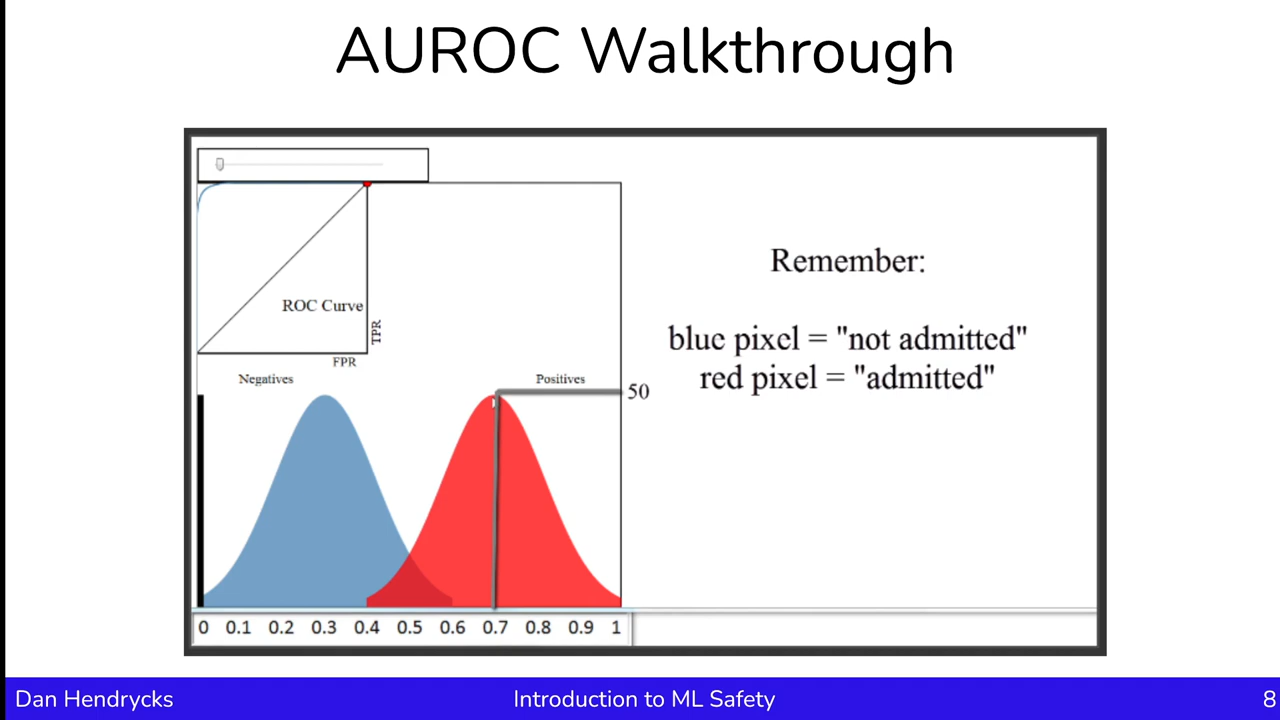 AUROC Walkthrough
Remember:
blue pixel = "not admitted"
red pixel = "admitted"
ROC Curve
TPR
FPR
Negatives
Positives
50
0 0.1 0.2 0.3 0.4 0.5 0.6 0.7 0.8 0.9 1
Dan Hendrycks
Introduction to ML Safety
8